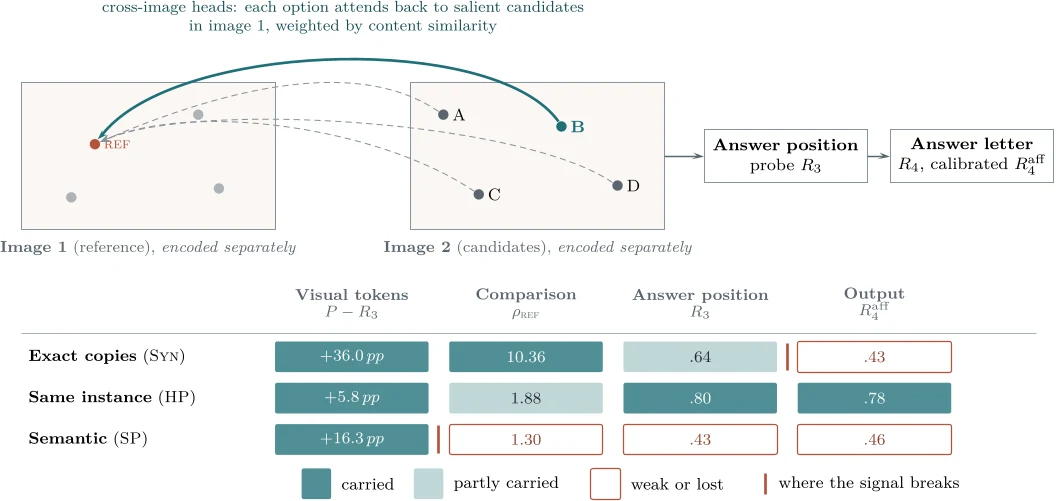 cross-image heads: each option attends back to salient candidates
in image 1, weighted by content similarity
A
B
REF
C
D
Answer position
probe R₃
Answer letter
R₄, calibrated R₄ᵃᶠᶠ
Image 1 (reference), encoded separately
Image 2 (candidates), encoded separately
Visual tokens Comparison Answer position Output
P − R₃ ρREF R₃ R₄ᵃᶠᶠ
Exact copies (SYN) +36.0 pp 10.36 .64 .43
Same instance (HP) +5.8 pp 1.88 .80 .78
Semantic (SP) +16.3 pp 1.30 .43 .46
carried partly carried weak or lost where the signal breaks